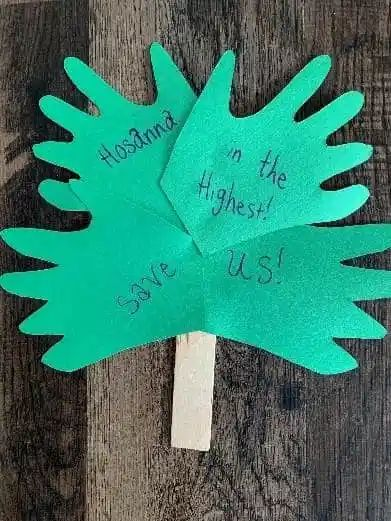 Hosanna
in the
Highest!
save
us!